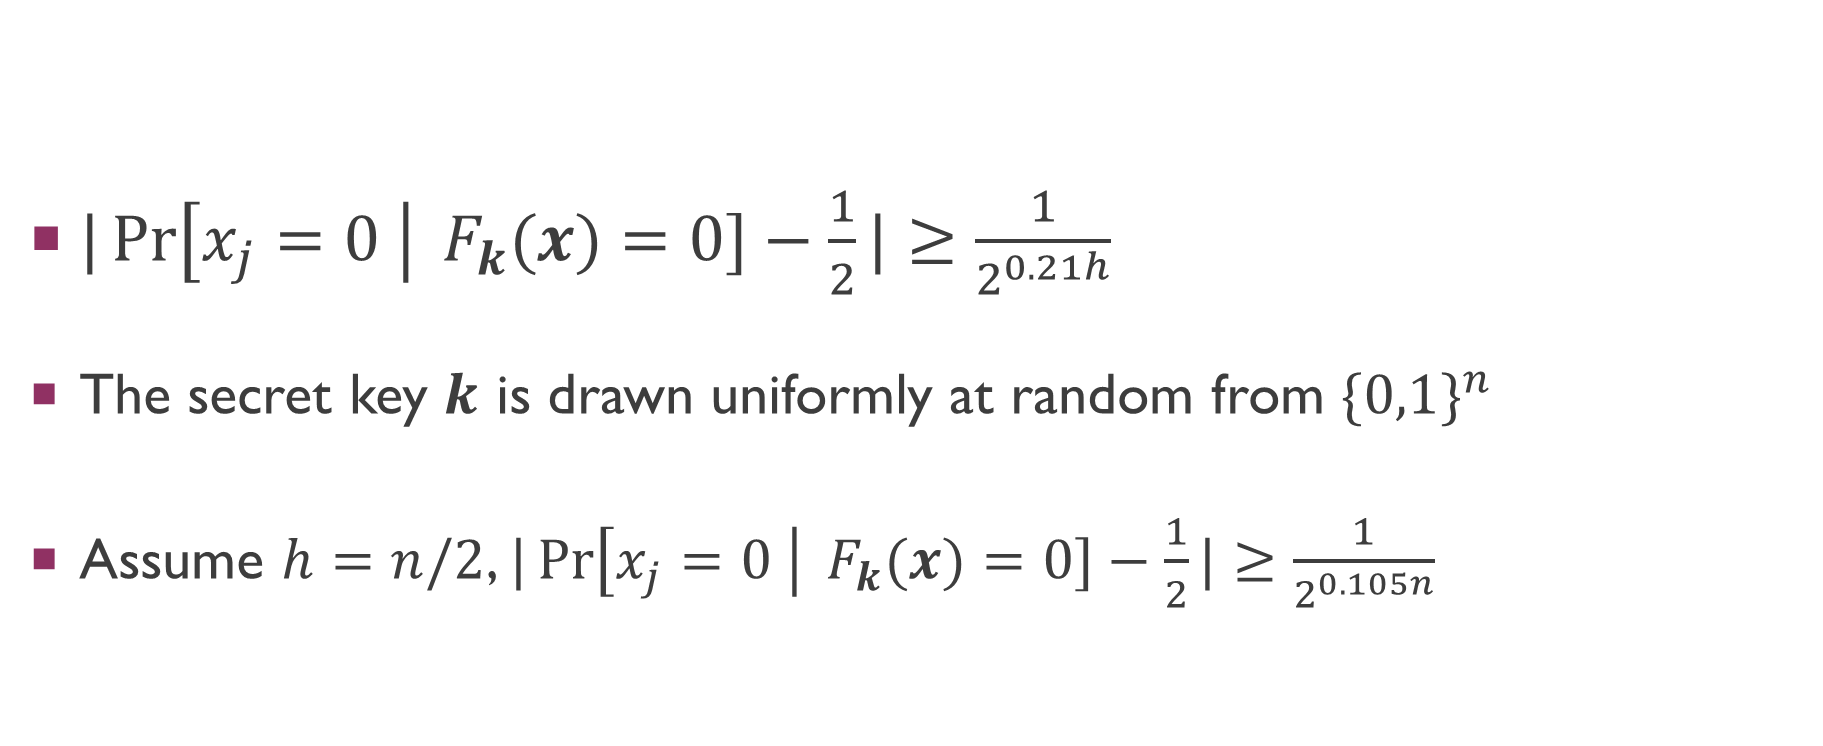 ▪ | Pr[x_j = 0 | F_𝒌(𝒙) = 0] − 1/2 | ≥ 1/2^{0.21h}
▪ The secret key 𝒌 is drawn uniformly at random from {0,1}^n
▪ Assume h = n/2, | Pr[x_j = 0 | F_𝒌(𝒙) = 0] − 1/2 | ≥ 1/2^{0.105n}